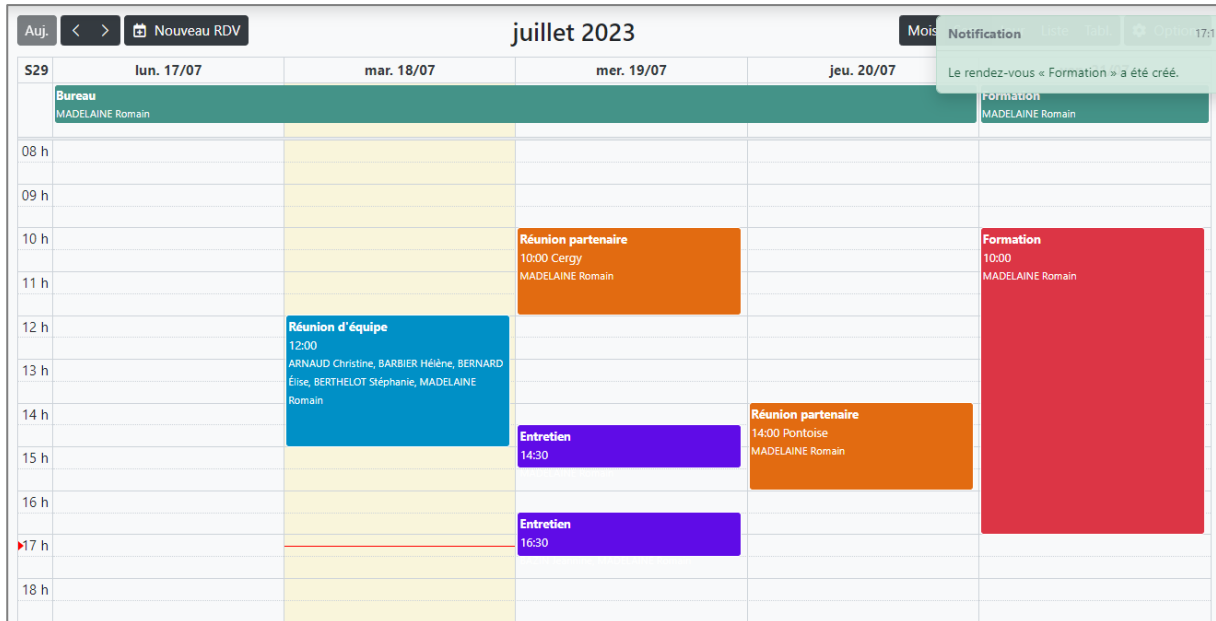 Auj. < > Nouveau RDV juillet 2023 Mois
Notification 17:1
Le rendez-vous « Formation » a été créé.
S29 lun. 17/07 mar. 18/07 mer. 19/07 jeu. 20/07
Bureau
MADELAINE Romain
Formation
MADELAINE Romain
08 h
09 h
10 h
11 h
12 h
13 h
14 h
15 h
16 h
17 h
18 h
Réunion d'équipe
12:00
ARNAUD Christine, BARBIER Hélène, BERNARD
Élise, BERTHELOT Stéphanie, MADELAINE
Romain
Réunion partenaire
10:00 Cergy
MADELAINE Romain
Entretien
14:30
Entretien
16:30
Réunion partenaire
14:00 Pontoise
MADELAINE Romain
Formation
10:00
MADELAINE Romain